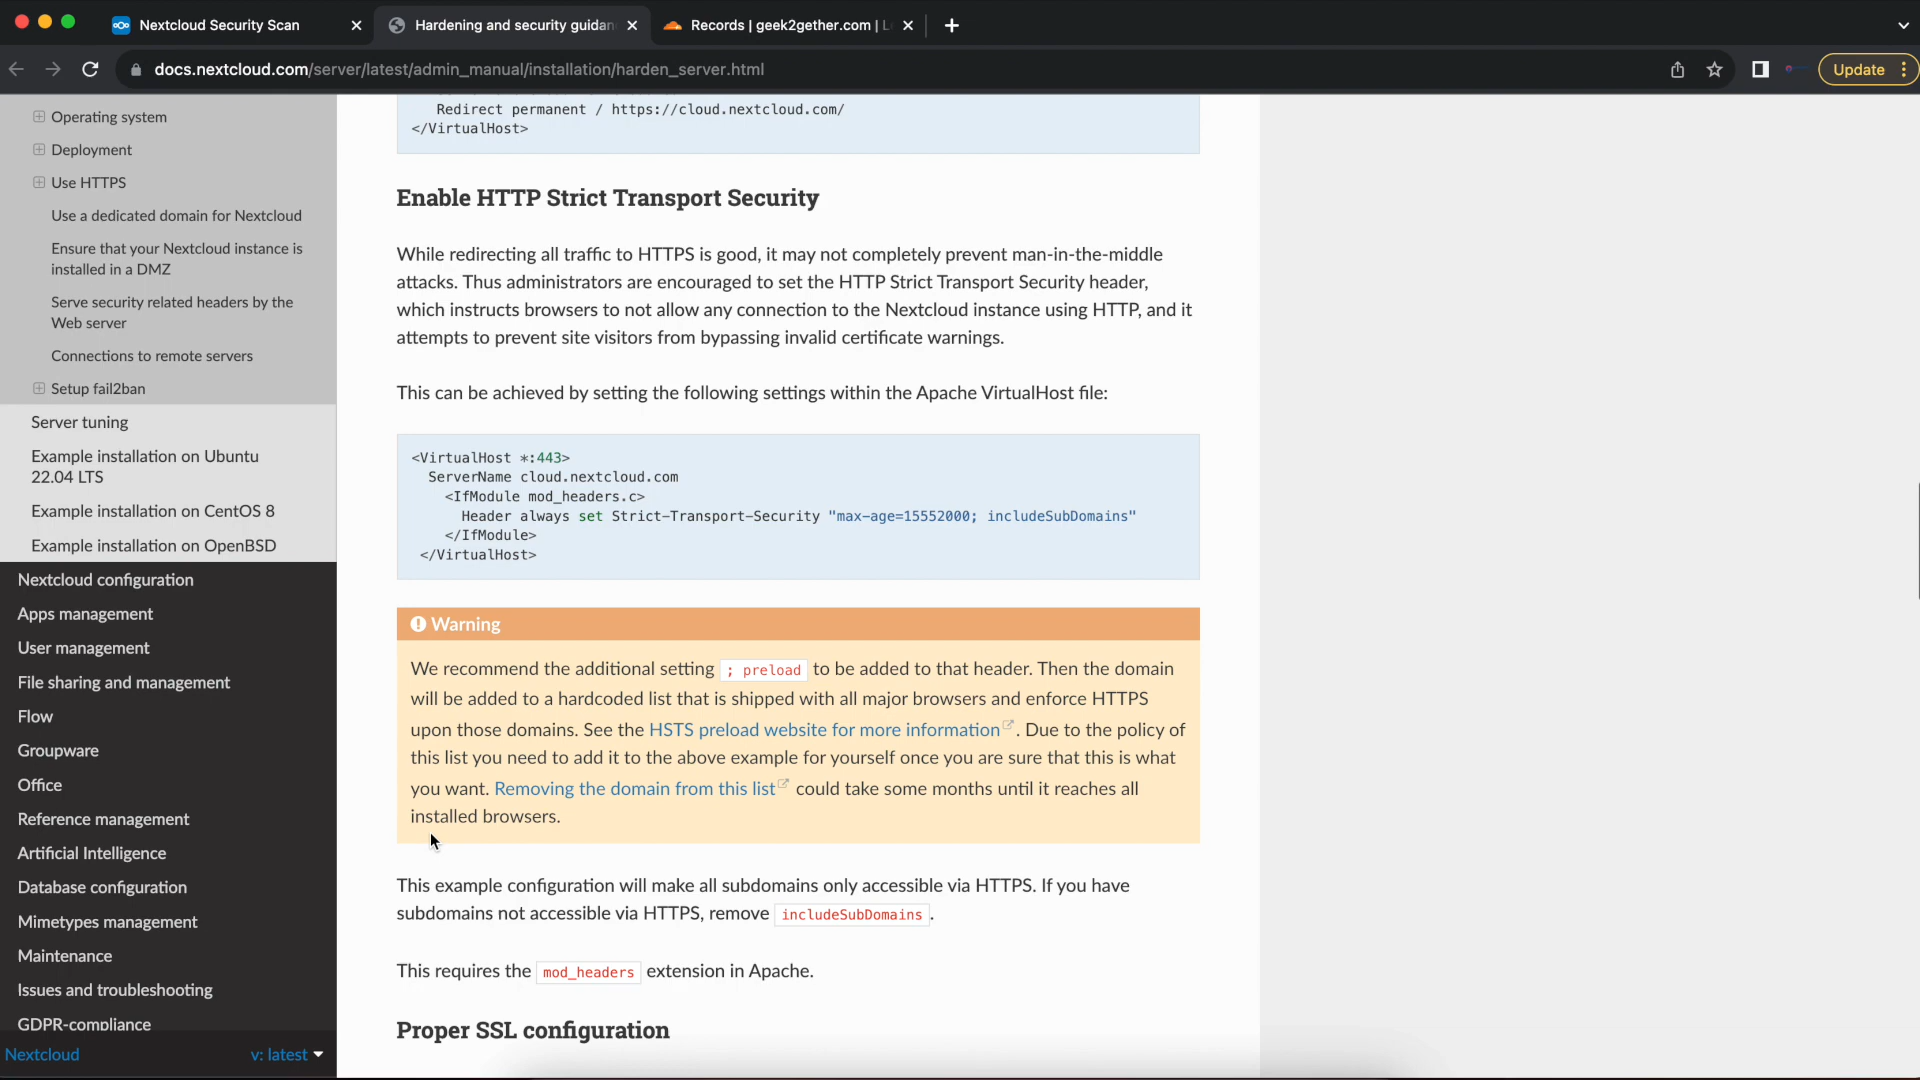 Nextcloud Security Scan
Hardening and security guidan
Records | geek2gether.com |
docs.nextcloud.com/server/latest/admin_manual/installation/harden_server.html
Update
Operating system
Deployment
Use HTTPS
Use a dedicated domain for Nextcloud
Ensure that your Nextcloud instance is
installed in a DMZ
Serve security related headers by the
Web server
Connections to remote servers
Setup fail2ban
Server tuning
Example installation on Ubuntu
22.04 LTS
Example installation on CentOS 8
Example installation on OpenBSD
Nextcloud configuration
Apps management
User management
File sharing and management
Flow
Groupware
Office
Reference management
Artificial Intelligence
Database configuration
Mimetypes management
Maintenance
Issues and troubleshooting
GDPR-compliance
Nextcloud
v: latest
Redirect permanent / https://cloud.nextcloud.com/
</VirtualHost>
Enable HTTP Strict Transport Security
While redirecting all traffic to HTTPS is good, it may not completely prevent man-in-the-middle
attacks. Thus administrators are encouraged to set the HTTP Strict Transport Security header,
which instructs browsers to not allow any connection to the Nextcloud instance using HTTP, and it
attempts to prevent site visitors from bypassing invalid certificate warnings.
This can be achieved by setting the following settings within the Apache VirtualHost file:
<VirtualHost *:443>
ServerName cloud.nextcloud.com
<IfModule mod_headers.c>
Header always set Strict-Transport-Security "max-age=15552000; includeSubDomains"
</IfModule>
</VirtualHost>
Warning
We recommend the additional setting ; preload to be added to that header. Then the domain
will be added to a hardcoded list that is shipped with all major browsers and enforce HTTPS
upon those domains. See the HSTS preload website for more information. Due to the policy of
this list you need to add it to the above example for yourself once you are sure that this is what
you want. Removing the domain from this list could take some months until it reaches all
installed browsers.
This example configuration will make all subdomains only accessible via HTTPS. If you have
subdomains not accessible via HTTPS, remove includeSubDomains.
This requires the mod_headers extension in Apache.
Proper SSL configuration